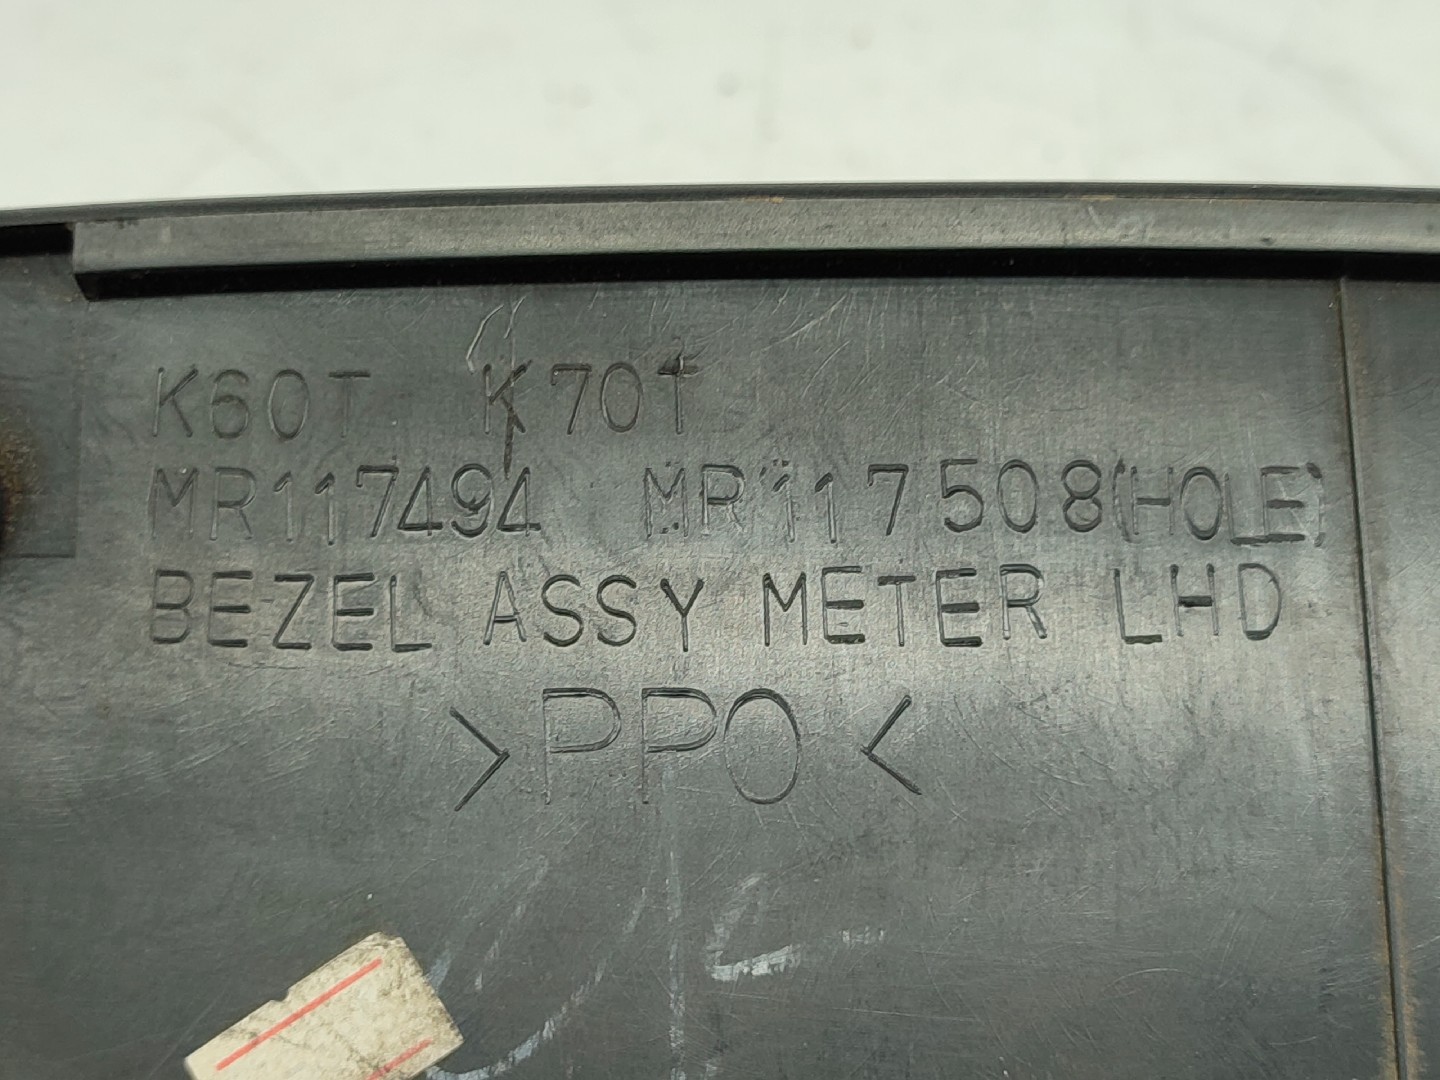 K60T K70T
MR117494 MR117508(HOLE)
BEZEL ASSY METER LHD
>PPO<